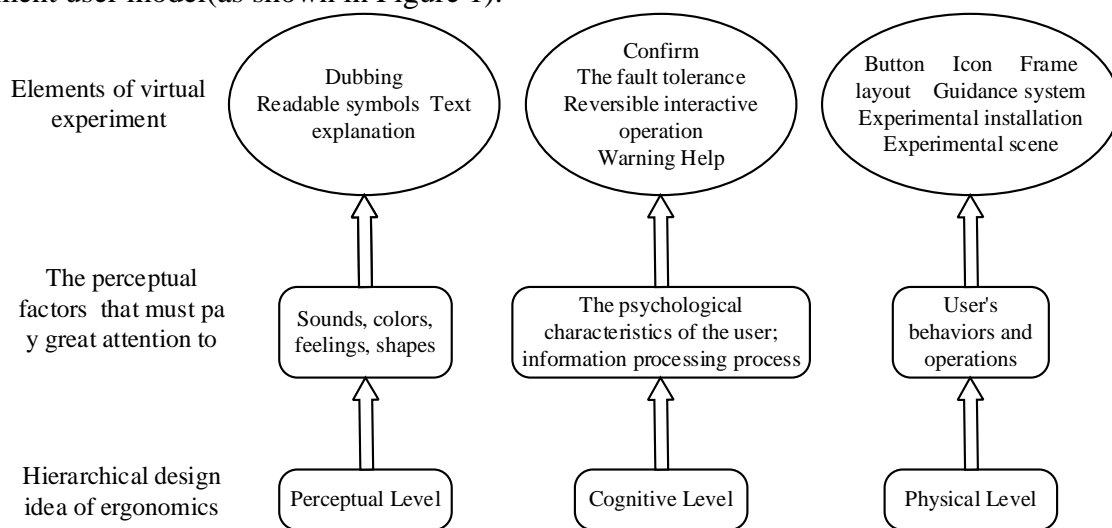 ment user model(as shown in Figure 1).
Elements of virtual
experiment
Dubbing
Readable symbols Text
explanation
Confirm
The fault tolerance
Reversible interactive
operation
Warning Help
Button Icon Frame
layout Guidance system
Experimental installation
Experimental scene
The perceptual
factors that must pa
y great attention to
Sounds, colors,
feelings, shapes
The psychological
characteristics of the user;
information processing process
User's
behaviors and
operations
Hierarchical design
idea of ergonomics
Perceptual Level
Cognitive Level
Physical Level